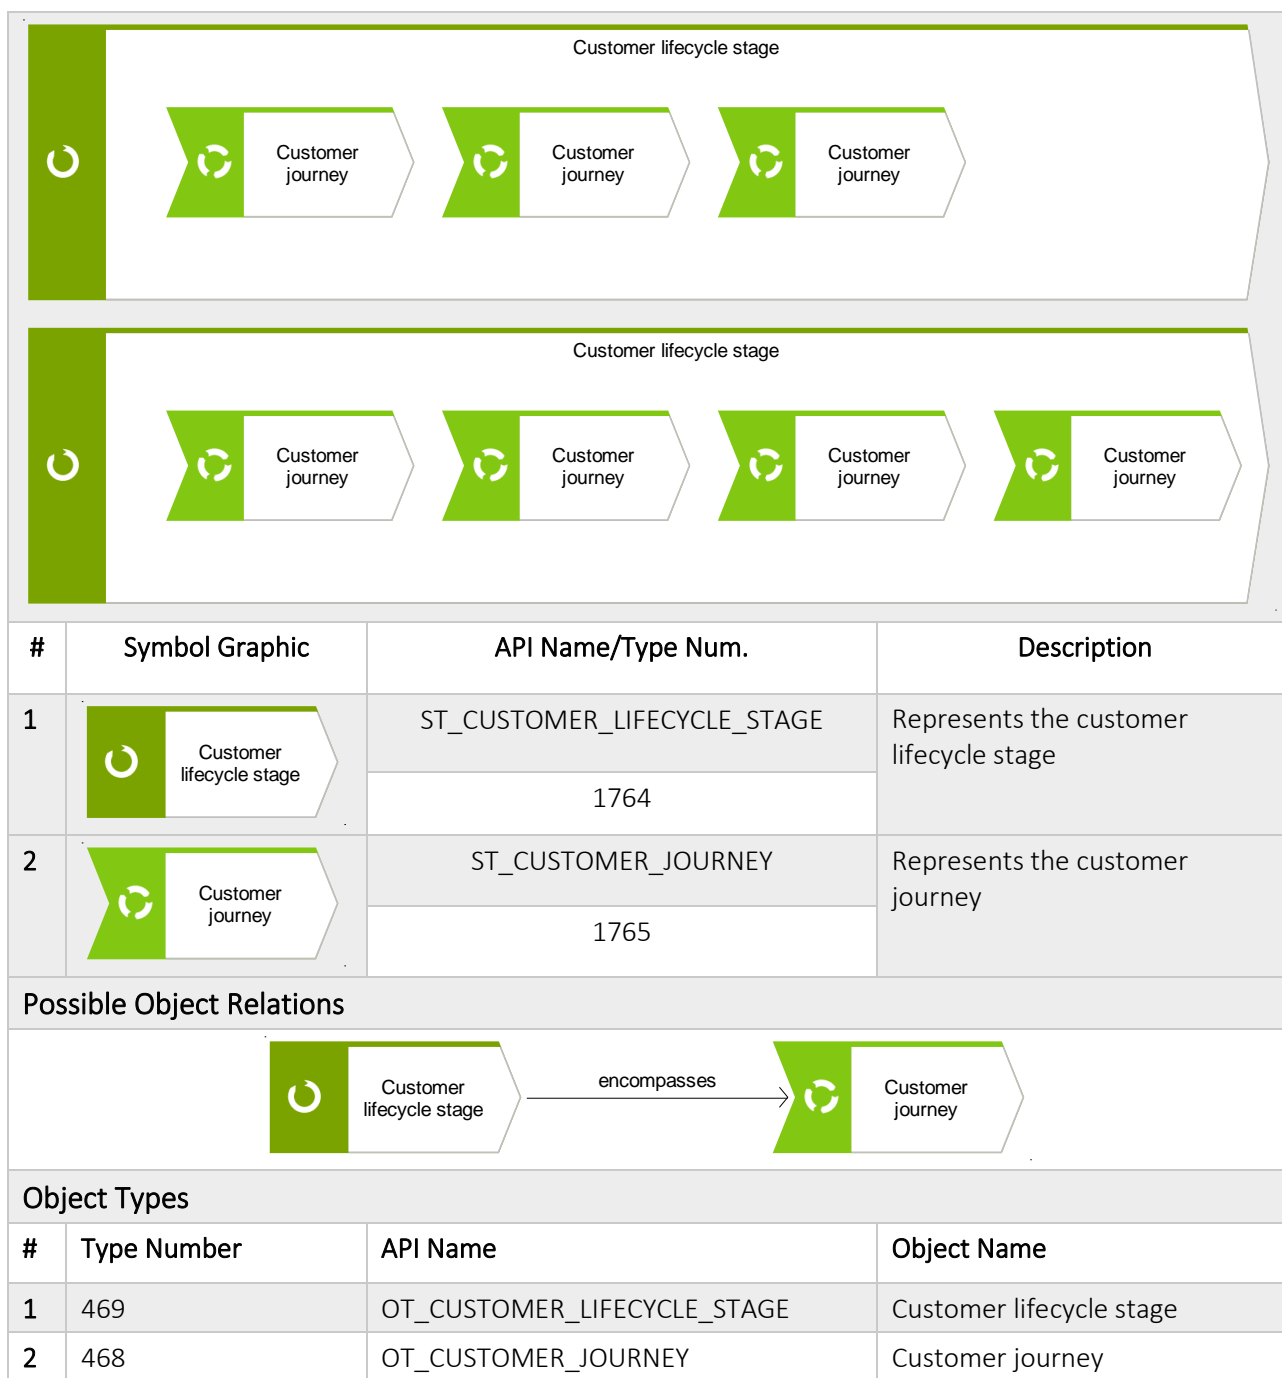 Customer lifecycle stage
Customer
journey
Customer
journey
Customer
journey
Customer lifecycle stage
Customer
journey
Customer
journey
Customer
journey
Customer
journey
# Symbol Graphic API Name/Type Num. Description
1 Customer
lifecycle stage
ST_CUSTOMER_LIFECYCLE_STAGE
1764
Represents the customer
lifecycle stage
2 Customer
journey
ST_CUSTOMER_JOURNEY
1765
Represents the customer
journey
Possible Object Relations
Customer
lifecycle stage
encompasses
Customer
journey
Object Types
# Type Number API Name Object Name
1 469 OT_CUSTOMER_LIFECYCLE_STAGE Customer lifecycle stage
2 468 OT_CUSTOMER_JOURNEY Customer journey